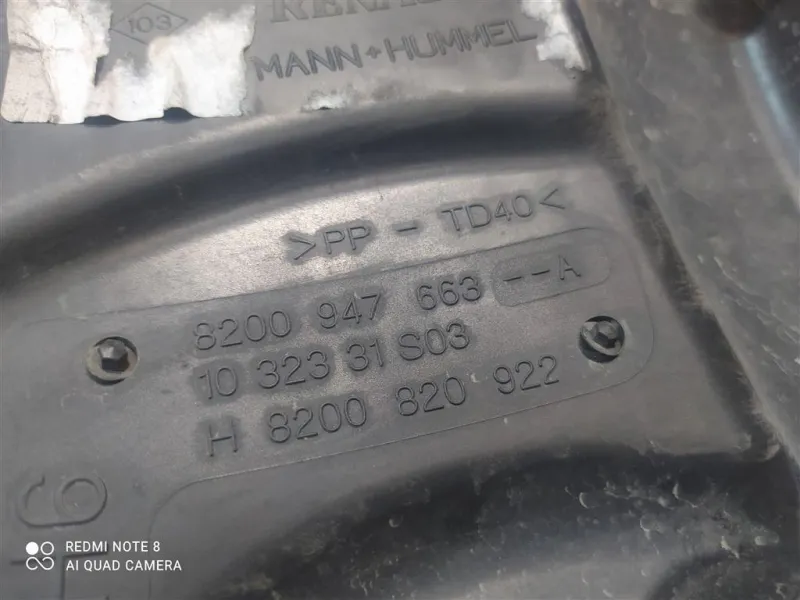 103
MANN+HUMMEL
>PP - TD40<
8200 947 663 --A
10 323 31 S03
H 8200 820 922
REDMI NOTE 8
AI QUAD CAMERA